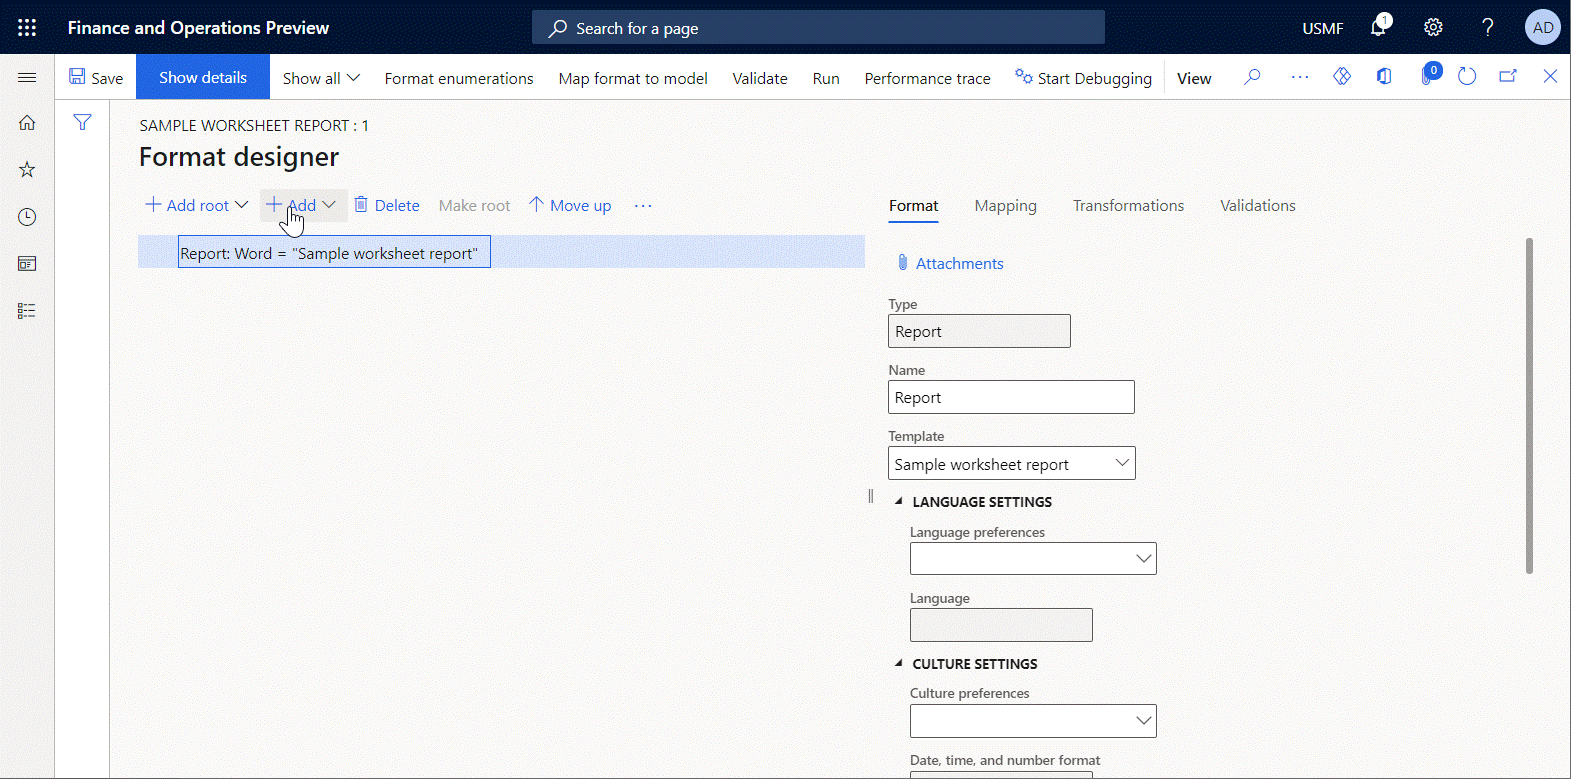 Finance and Operations Preview
Search for a page
USMF
1
?
AD
Save
Show details
Show all
Format enumerations
Map format to model
Validate
Run
Performance trace
Start Debugging
View
...
0
SAMPLE WORKSHEET REPORT : 1
Format designer
Add root
Add
Delete
Make root
Move up
...
Report: Word = "Sample worksheet report"
Format
Mapping
Transformations
Validations
Attachments
Type
Report
Name
Report
Template
Sample worksheet report
LANGUAGE SETTINGS
Language preferences
Language
CULTURE SETTINGS
Culture preferences
Date, time, and number format